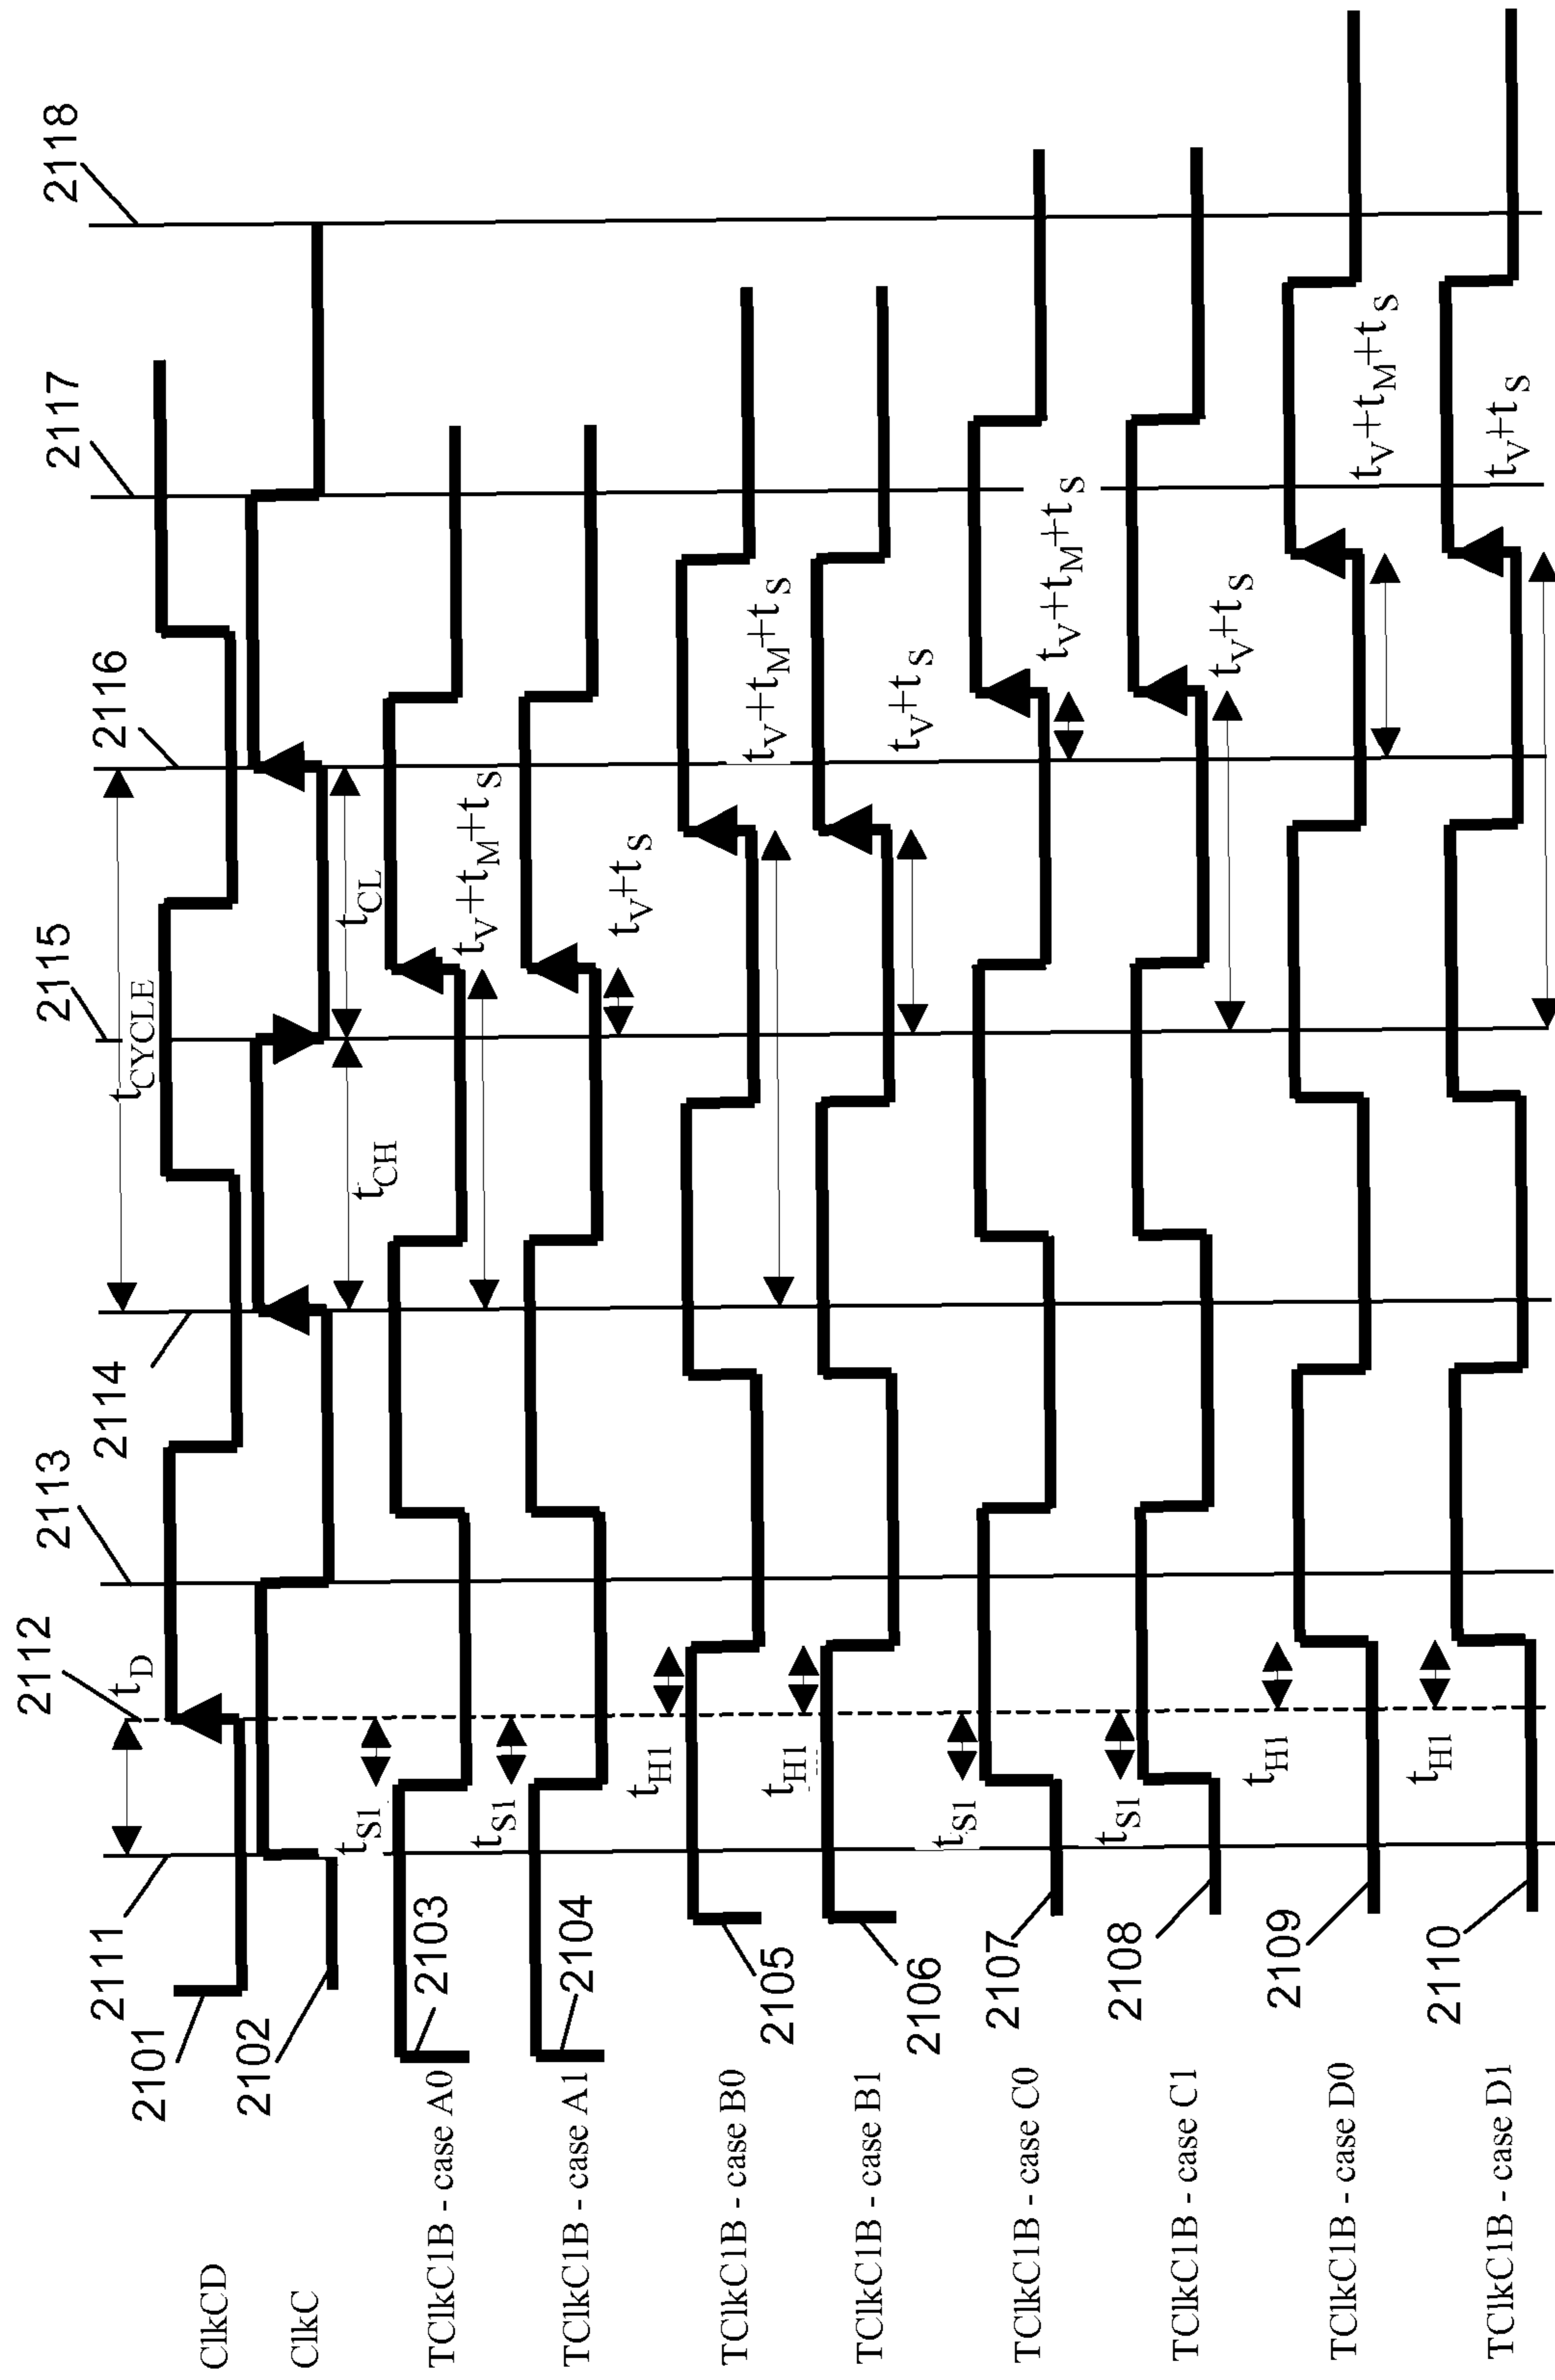 2111
2112
2113
2114
2115
2116
2117
2118
tD
tCYCLE
2101
ClkCD
2102
ClkC
tCH
tCL
TClkC1B - case A0
2103
tS1
tV+tM+tS
TClkC1B - case A1
2104
tS1
tV+tS
TClkC1B - case B0
2105
tH1
tV+tM+tS
TClkC1B - case B1
2106
tH1
tV+tS
TClkC1B - case C0
2107
tS1
tV+tM+tS
TClkC1B - case C1
2108
tS1
tV+tS
TClkC1B - case D0
2109
tH1
tV+tM+tS
TClkC1B - case D1
2110
tH1
tV+tS